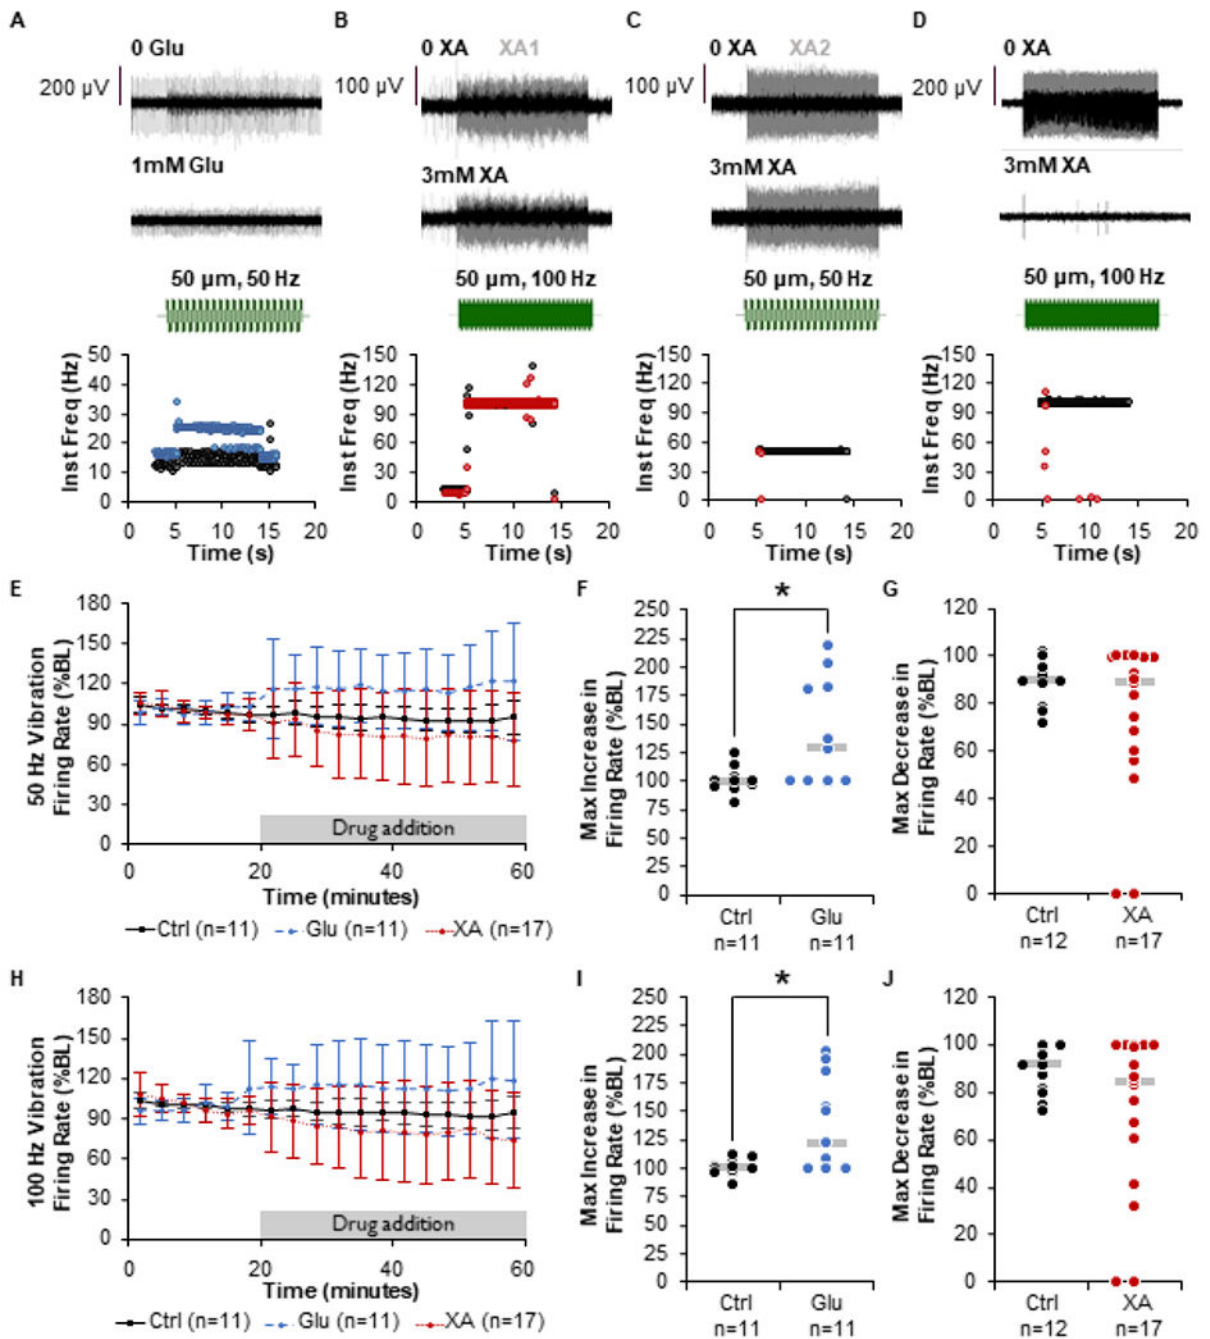 A
0 Glu
200 µV
1mM Glu
50 µm, 50 Hz
Inst Freq (Hz)
50
40
30
20
10
0
0 5 10 15 20
Time (s)
B
0 XA XA1
100 µV
3mM XA
50 µm, 100 Hz
Inst Freq (Hz)
150
120
90
60
30
0
0 5 10 15 20
Time (s)
C
0 XA XA2
100 µV
3mM XA
50 µm, 50 Hz
Inst Freq (Hz)
150
120
90
60
30
0
0 5 10 15 20
Time (s)
D
0 XA
200 µV
3mM XA
50 µm, 100 Hz
Inst Freq (Hz)
150
120
90
60
30
0
0 5 10 15 20
Time (s)
E
50 Hz Vibration
Firing Rate (%BL)
180
150
120
90
60
30
0
Drug addition
0 20 40 60
Time (minutes)
Ctrl (n=11) Glu (n=11) XA (n=17)
F
Max Increase in
Firing Rate (%BL)
250
225
200
175
150
125
100
75
50
25
0
*
Ctrl Glu
n=11 n=11
G
Max Decrease in
Firing Rate (%BL)
120
100
80
60
40
20
0
Ctrl XA
n=12 n=17
H
100 Hz Vibration
Firing Rate (%BL)
180
150
120
90
60
30
0
Drug addition
0 20 40 60
Time (minutes)
Ctrl (n=11) Glu (n=11) XA (n=17)
I
Max Increase in
Firing Rate (%BL)
250
225
200
175
150
125
100
75
50
25
0
*
Ctrl Glu
n=11 n=11
J
Max Decrease in
Firing Rate (%BL)
120
100
80
60
40
20
0
Ctrl XA
n=12 n=17